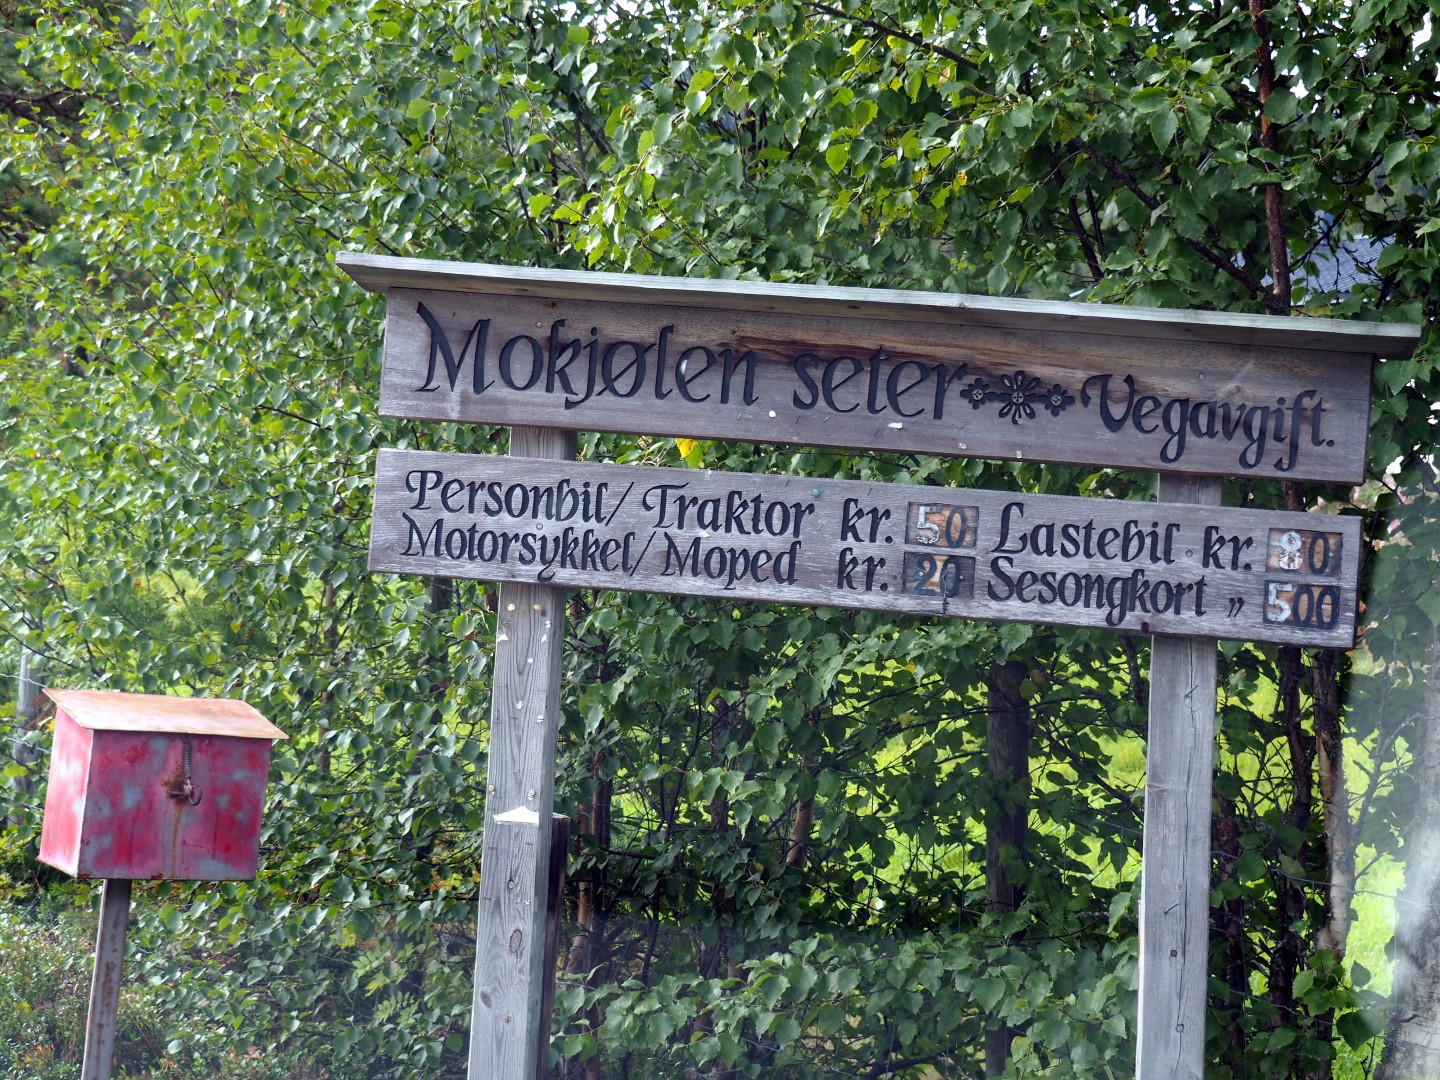 Mokjølen seter Vegavgift.
Personbil/Traktor kr. 50 Lastebil kr. 80
Motorsykkel/Moped kr. 20 Sesongkort „ 500